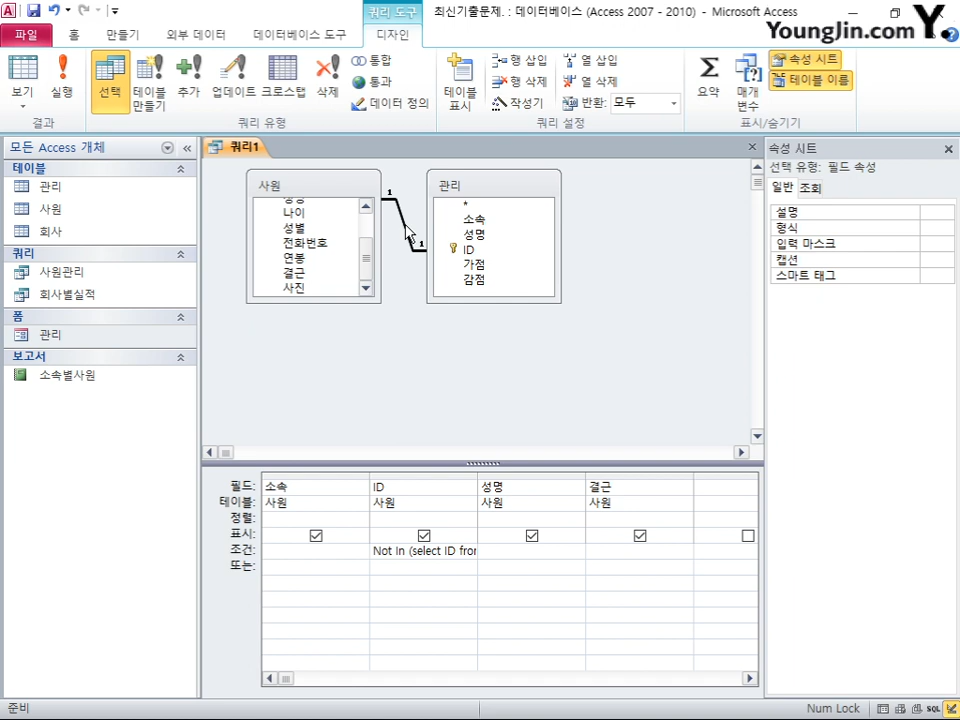 쿼리 도구
최신기출문제. : 데이터베이스 (Access 2007 - 2010) - Microsoft Access
Younglin.com
파일
홈
만들기
외부 데이터
데이터베이스 도구
디자인
보기
실행
선택
테이블
만들기
추가
업데이트
크로스탭
삭제
통합
통과
데이터 정의
테이블
표시
행 삽입
행 삭제
작성기
열 삽입
열 삭제
반환: 모두
요약
매개
변수
속성 시트
테이블 이름
결과
쿼리 유형
쿼리 설정
표시/숨기기
모든 Access 개체
테이블
관리
사원
회사
쿼리
사원관리
회사별실적
폼
관리
보고서
소속별사원
쿼리1
사원
나이
성별
전화번호
연봉
결근
사진
1
1
관리
*
소속
성명
ID
가점
감점
필드: 소속 ID 성명 결근
테이블: 사원 사원 사원 사원
정렬:
표시:
조건: Not In (select ID fror
또는:
속성 시트
선택 유형: 필드 속성
일반 조회
설명
형식
입력 마스크
캡션
스마트 태그
준비
Num Lock
SQL